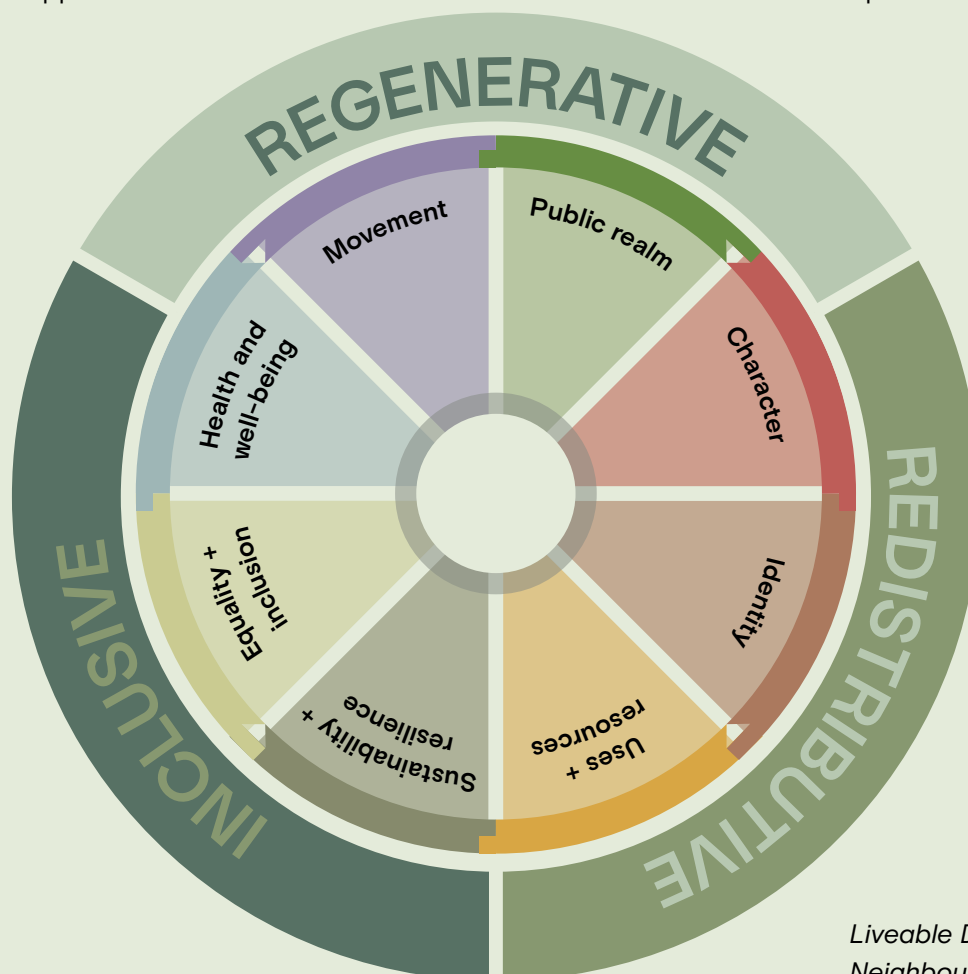 REGENERATIVE
REDISTRIBUTIVE
INCLUSIVE
Movement
Public realm
Character
Identity
Uses +
resources
Sustainability +
resilience
Equality +
inclusion
Health and
well-being
Liveable